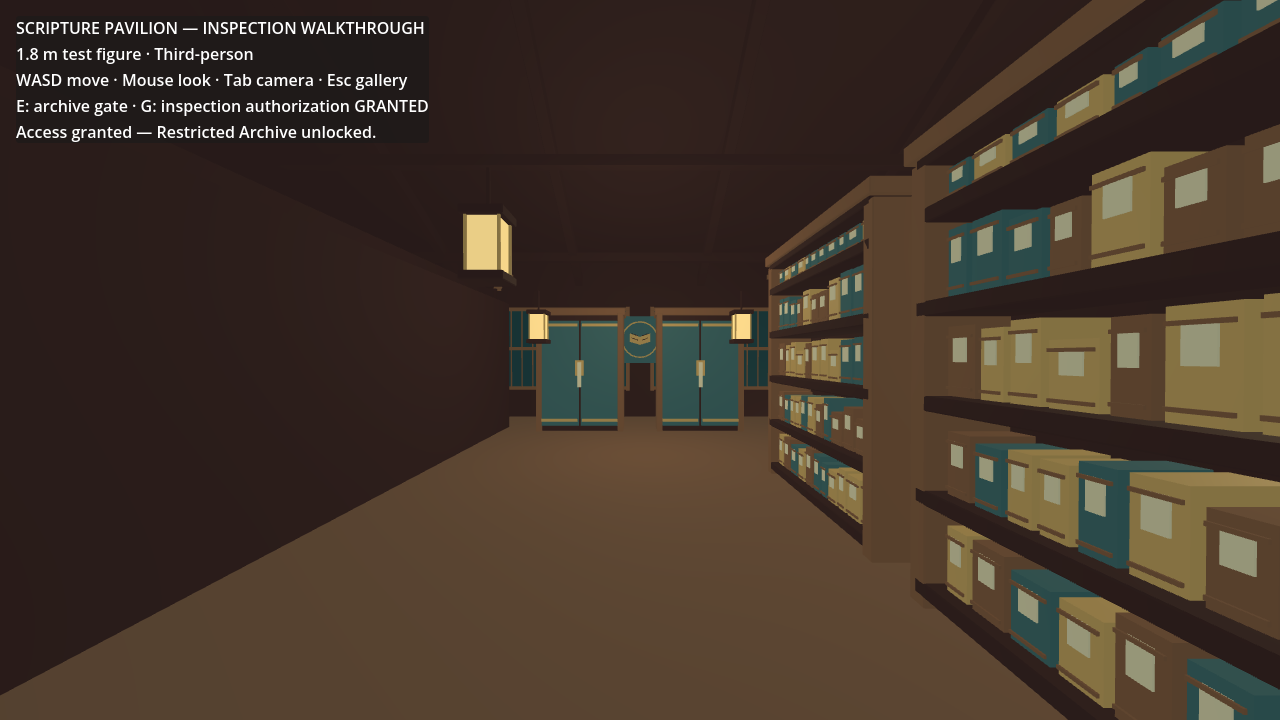 SCRIPTURE PAVILION — INSPECTION WALKTHROUGH
1.8 m test figure · Third-person
WASD move · Mouse look · Tab camera · Esc gallery
E: archive gate · G: inspection authorization GRANTED
Access granted — Restricted Archive unlocked.